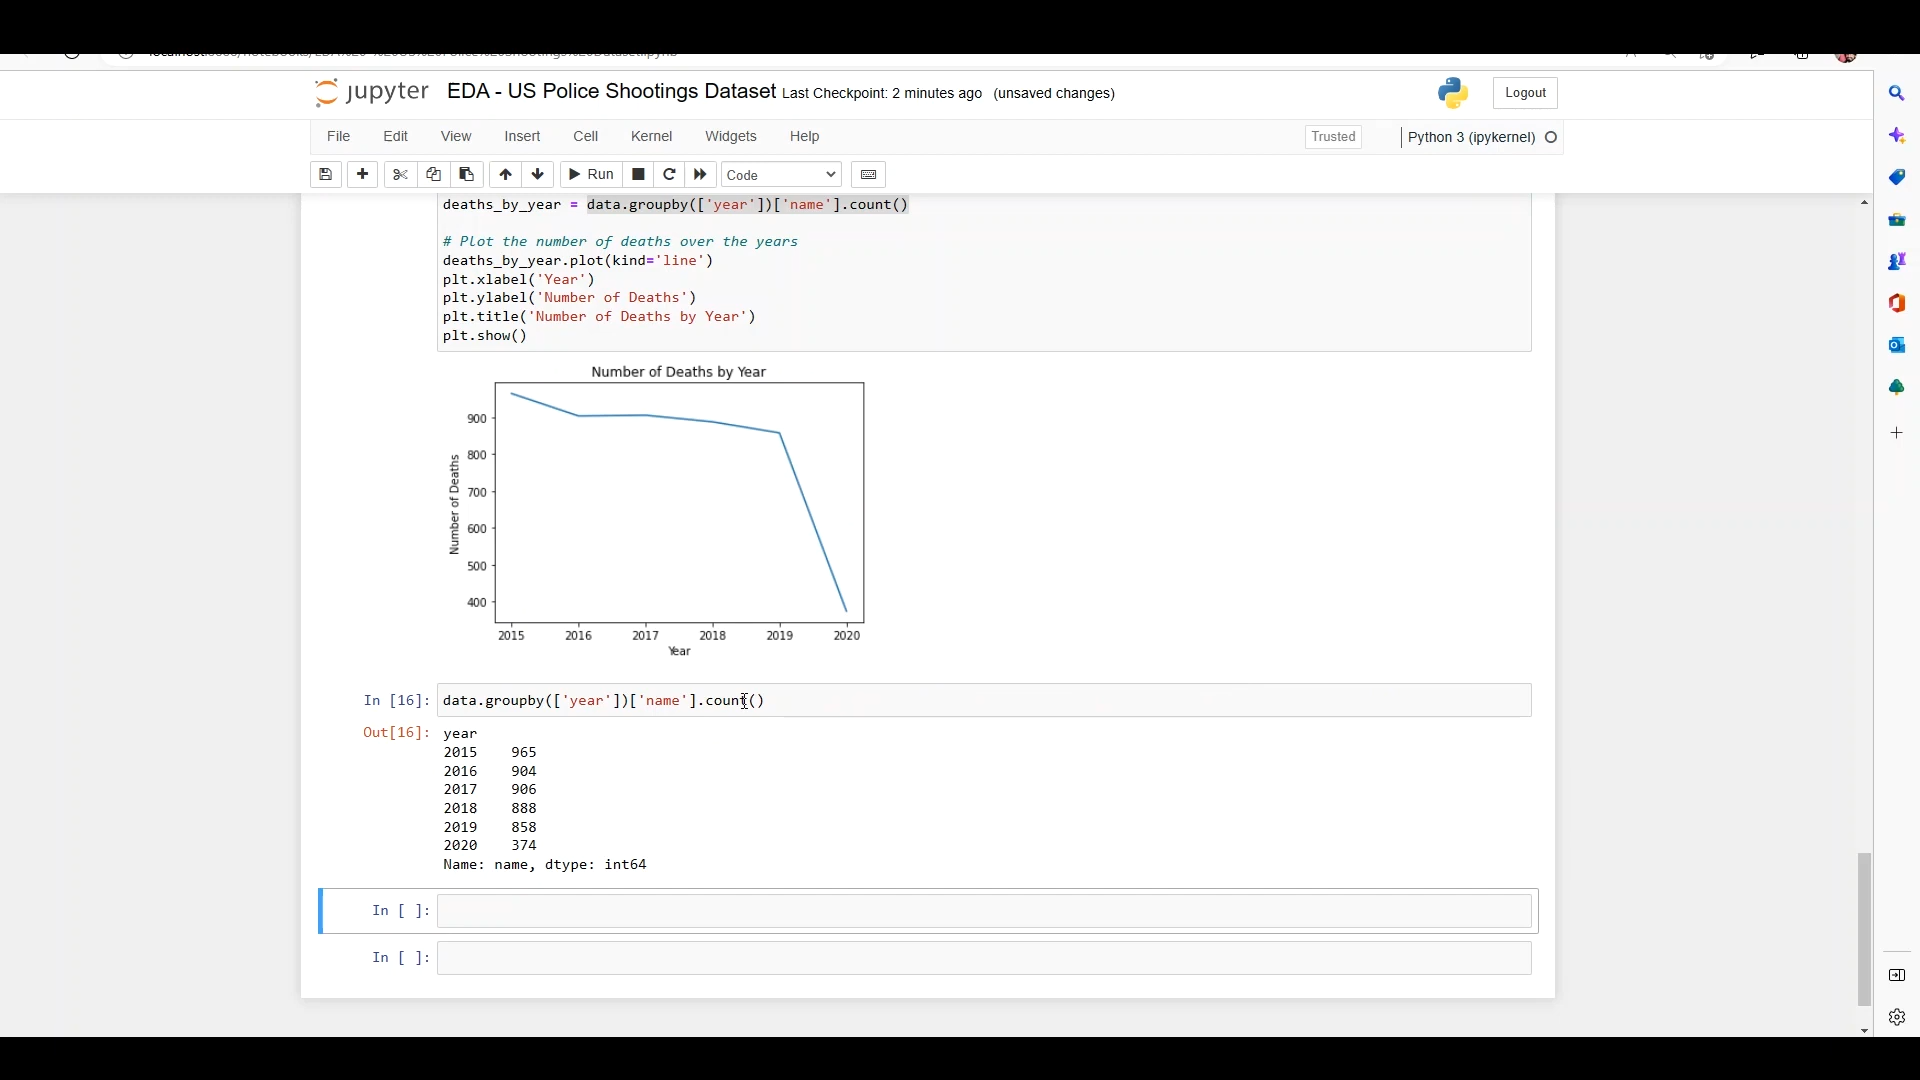 jupyter EDA - US Police Shootings Dataset Last Checkpoint: 2 minutes ago (unsaved changes) Logout
File Edit View Insert Cell Kernel Widgets Help Trusted Python 3 (ipykernel)
Run Code
deaths_by_year = data.groupby(['year'])['name'].count()
# Plot the number of deaths over the years
deaths_by_year.plot(kind='line')
plt.xlabel('Year')
plt.ylabel('Number of Deaths')
plt.title('Number of Deaths by Year')
plt.show()
Number of Deaths by Year
Number of Deaths
900
800
700
600
500
400
2015 2016 2017 2018 2019 2020
Year
In [16]: data.groupby(['year'])['name'].count()
Out[16]: year
2015 965
2016 904
2017 906
2018 888
2019 858
2020 374
Name: name, dtype: int64
In [ ]:
In [ ]: